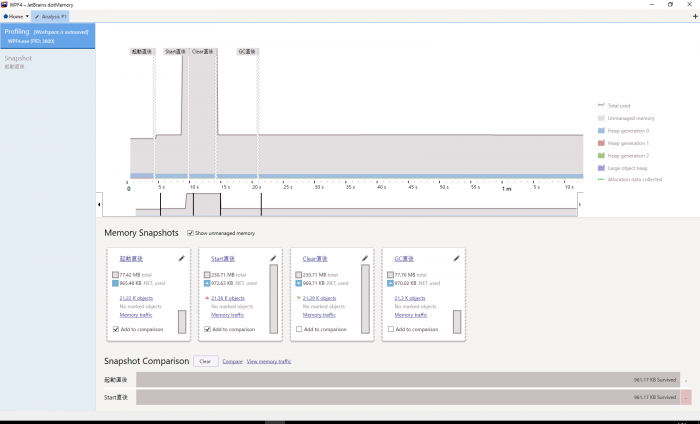 WPF4 – JetBrains dotMemory
Home
Analysis #1
Profiling [Workspace is autosaved]
WPF4.exe (PID: 3800)
Snapshot
起動直後
起動直後 Start直後 Clear直後 GC直後
Total used
Unmanaged memory
Heap generation 0
Heap generation 1
Heap generation 2
Large object heap
Allocation data collected
0 5 s 10 s 15 s 20 s 25 s 30 s 35 s 40 s 45 s 50 s 55 s 1 m 5 s 10 s
Memory Snapshots Show unmanaged memory
起動直後
77.42 MB total
965.48 KB .NET, used
21.22 K objects
No marked objects
Memory traffic
Add to comparison
Start直後
230.71 MB total
972.63 KB .NET, used
21.28 K objects
No marked objects
Memory traffic
Add to comparison
Clear直後
230.71 MB total
969.71 KB .NET, used
21.28 K objects
No marked objects
Memory traffic
Add to comparison
GC直後
77.76 MB total
970.02 KB .NET, used
21.3 K objects
No marked objects
Memory traffic
Add to comparison
Snapshot Comparison Clear Compare View memory traffic
起動直後 961.17 KB Survived
Start直後 961.17 KB Survived